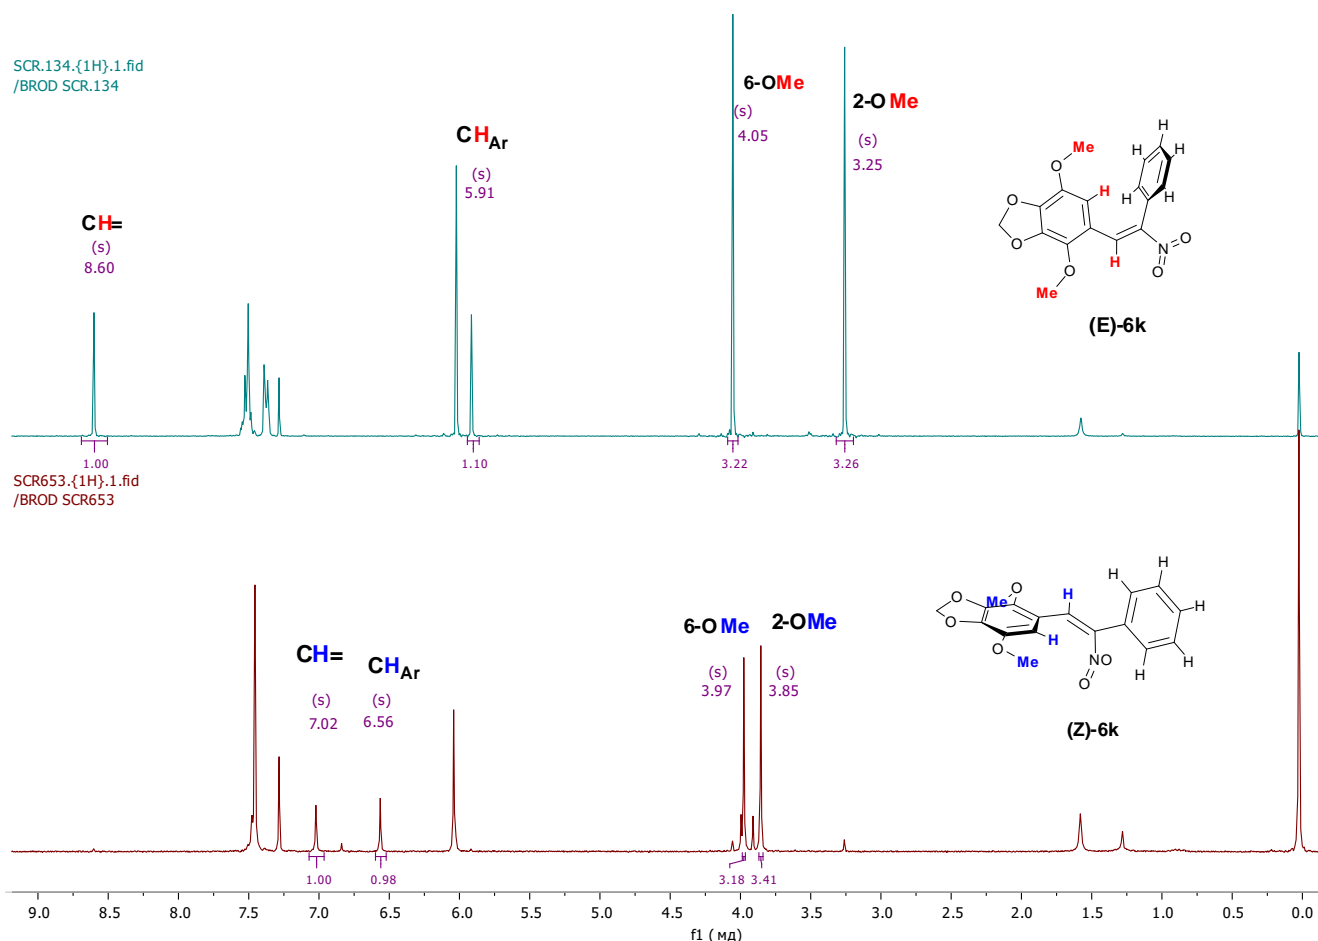 SCR.134.{1H}.1.fid
/BROD SCR.134
6-OMe
(s)
4.05
2-OMe
(s)
3.25
CHAr
(s)
5.91
CH=
(s)
8.60
H
H
H
H
H
Me
O
H
O
O
O
Me
H
N
O
O
(E)-6k
1.00
1.10
3.22
3.26
SCR653.{1H}.1.fid
/BROD SCR653
6-OMe
(s)
3.97
2-OMe
(s)
3.85
CH=
(s)
7.02
CHAr
(s)
6.56
O
Me
O
O
O
Me
H
H
H
H
H
H
H
NO
O
(Z)-6k
1.00
0.98
3.18
3.41
9.0 8.5 8.0 7.5 7.0 6.5 6.0 5.5 5.0 4.5 4.0 3.5 3.0 2.5 2.0 1.5 1.0 0.5 0.0
f1 (мд)